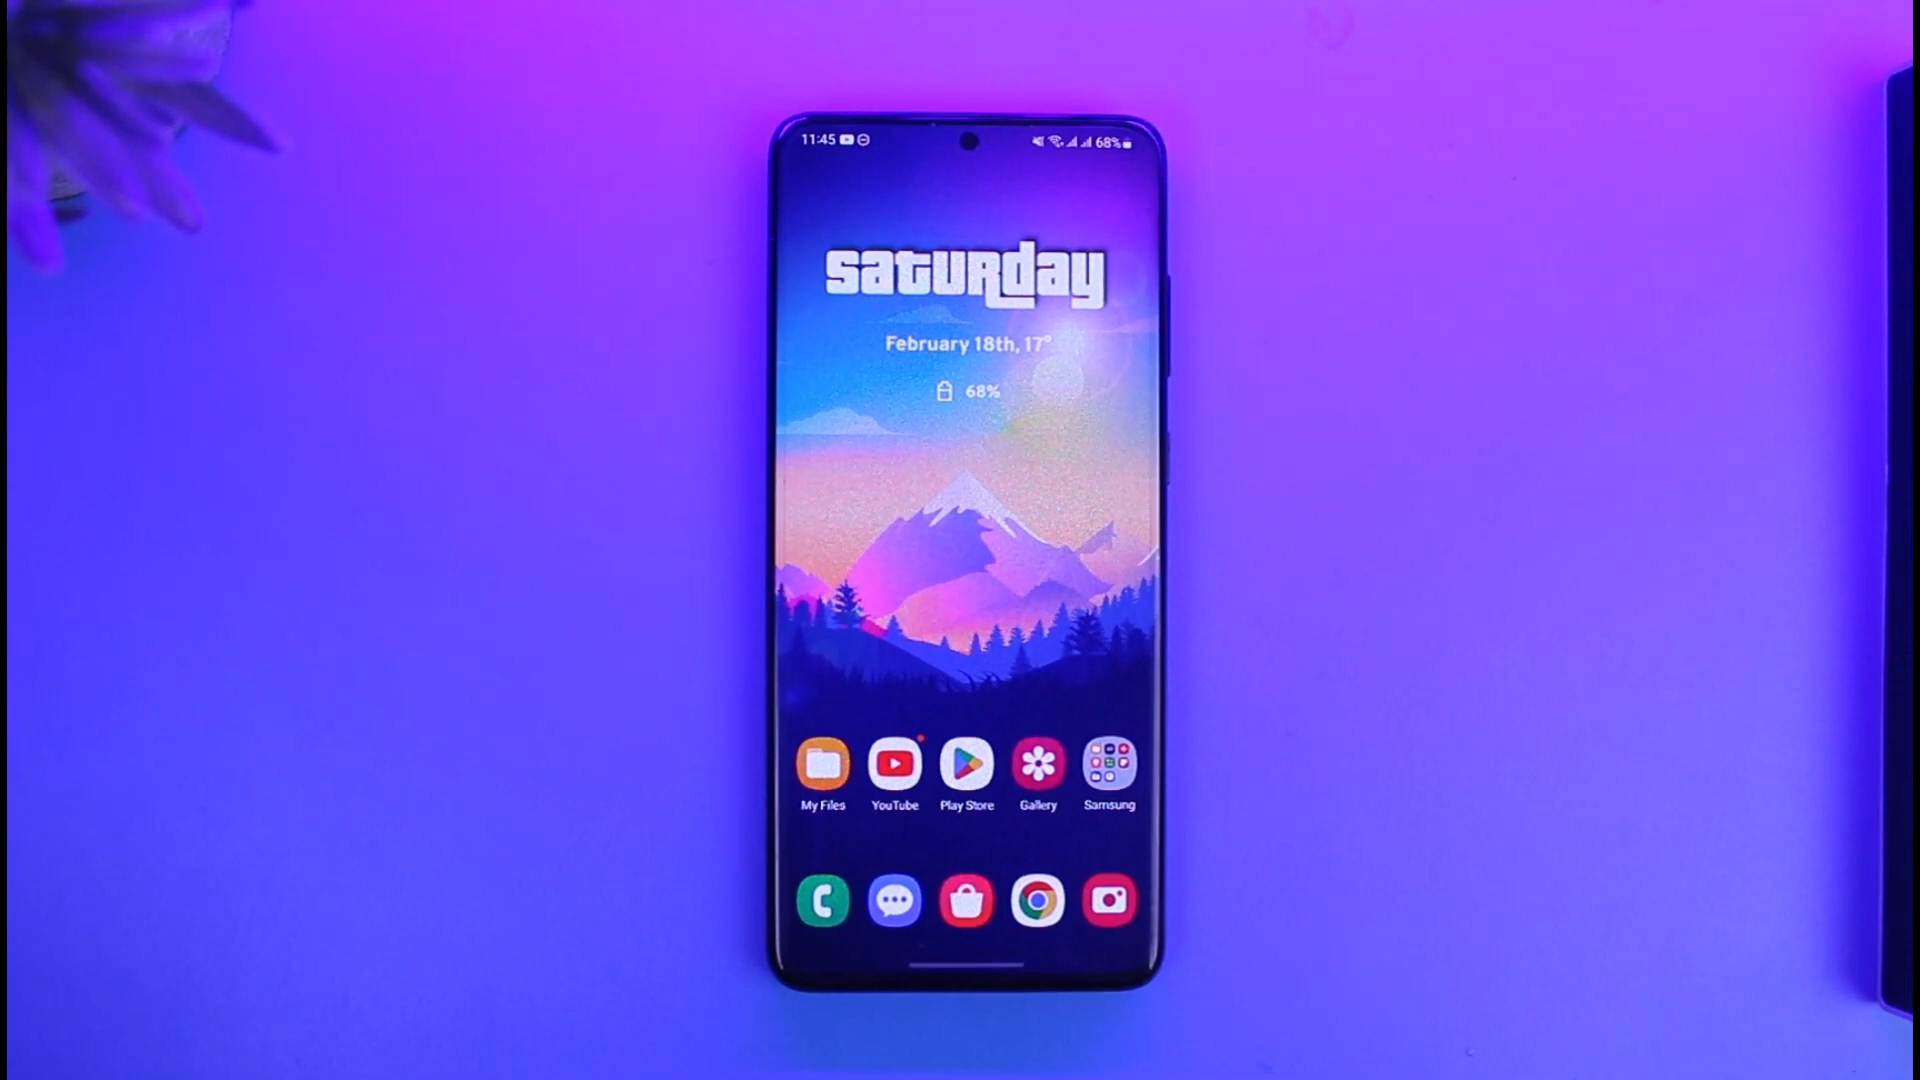 11:45 68%
saturday
February 18th, 17°
68%
My Files YouTube Play Store Gallery Samsung